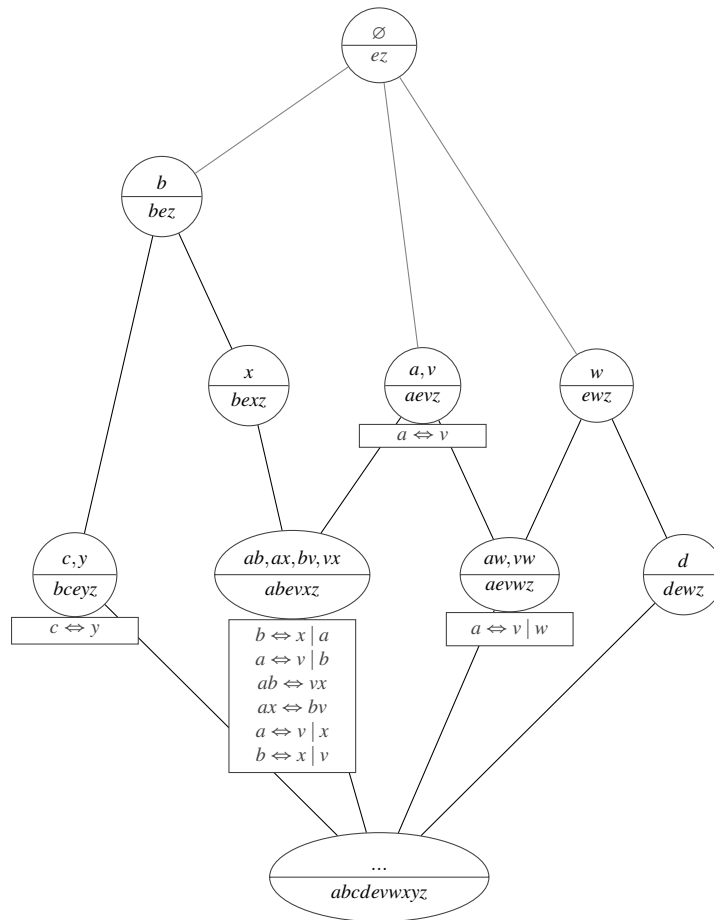 ∅
ez
b
bez
x
bexz
a, v
aevz
a ⇔ v
w
ewz
c, y
bceyz
c ⇔ y
ab, ax, bv, vx
abevxz
b ⇔ x | a
a ⇔ v | b
ab ⇔ vx
ax ⇔ bv
a ⇔ v | x
b ⇔ x | v
aw, vw
aevwz
a ⇔ v | w
d
dewz
...
abcdevwxyz